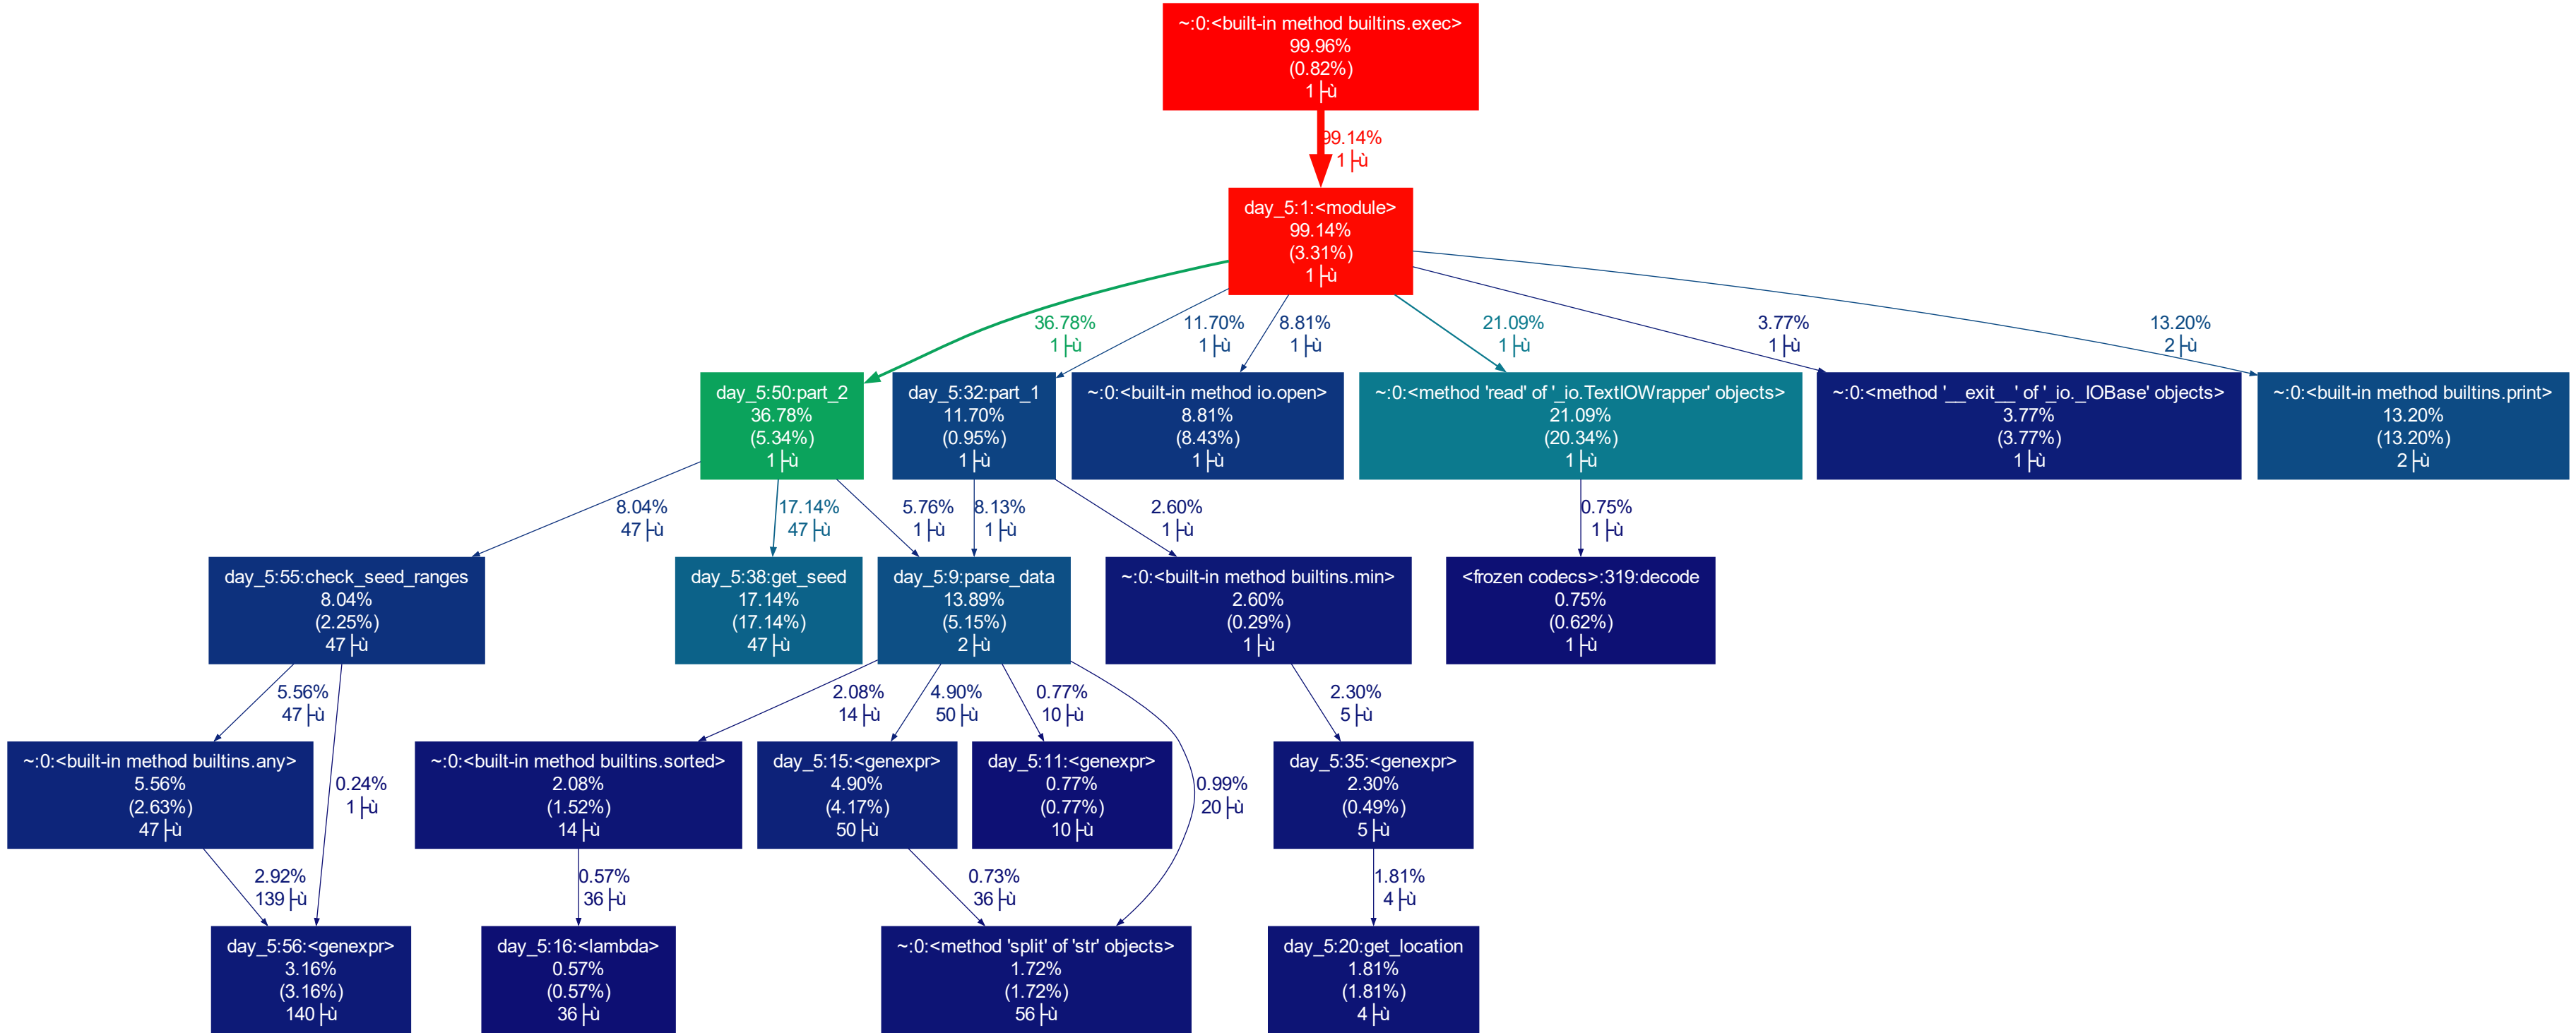 ~:0:<built-in method builtins.exec>
99.96%
(0.82%)
1├ù
99.14%
1├ù
day_5:1:<module>
99.14%
(3.31%)
1├ù
36.78%
1├ù
11.70%
1├ù
8.81%
1├ù
21.09%
1├ù
3.77%
1├ù
13.20%
2├ù
day_5:50:part_2
36.78%
(5.34%)
1├ù
day_5:32:part_1
11.70%
(0.95%)
1├ù
~:0:<built-in method io.open>
8.81%
(8.43%)
1├ù
~:0:<method 'read' of '_io.TextIOWrapper' objects>
21.09%
(20.34%)
1├ù
~:0:<method '__exit__' of '_io._IOBase' objects>
3.77%
(3.77%)
1├ù
~:0:<built-in method builtins.print>
13.20%
(13.20%)
2├ù
8.04%
47├ù
17.14%
47├ù
5.76%
1├ù
8.13%
1├ù
2.60%
1├ù
0.75%
1├ù
day_5:55:check_seed_ranges
8.04%
(2.25%)
47├ù
day_5:38:get_seed
17.14%
(17.14%)
47├ù
day_5:9:parse_data
13.89%
(5.15%)
2├ù
~:0:<built-in method builtins.min>
2.60%
(0.29%)
1├ù
<frozen codecs>:319:decode
0.75%
(0.62%)
1├ù
5.56%
47├ù
0.24%
1├ù
2.08%
14├ù
4.90%
50├ù
0.77%
10├ù
0.99%
20├ù
2.30%
5├ù
~:0:<built-in method builtins.any>
5.56%
(2.63%)
47├ù
~:0:<built-in method builtins.sorted>
2.08%
(1.52%)
14├ù
day_5:15:<genexpr>
4.90%
(4.17%)
50├ù
day_5:11:<genexpr>
0.77%
(0.77%)
10├ù
day_5:35:<genexpr>
2.30%
(0.49%)
5├ù
2.92%
139├ù
0.57%
36├ù
0.73%
36├ù
1.81%
4├ù
day_5:56:<genexpr>
3.16%
(3.16%)
140├ù
day_5:16:<lambda>
0.57%
(0.57%)
36├ù
~:0:<method 'split' of 'str' objects>
1.72%
(1.72%)
56├ù
day_5:20:get_location
1.81%
(1.81%)
4├ù